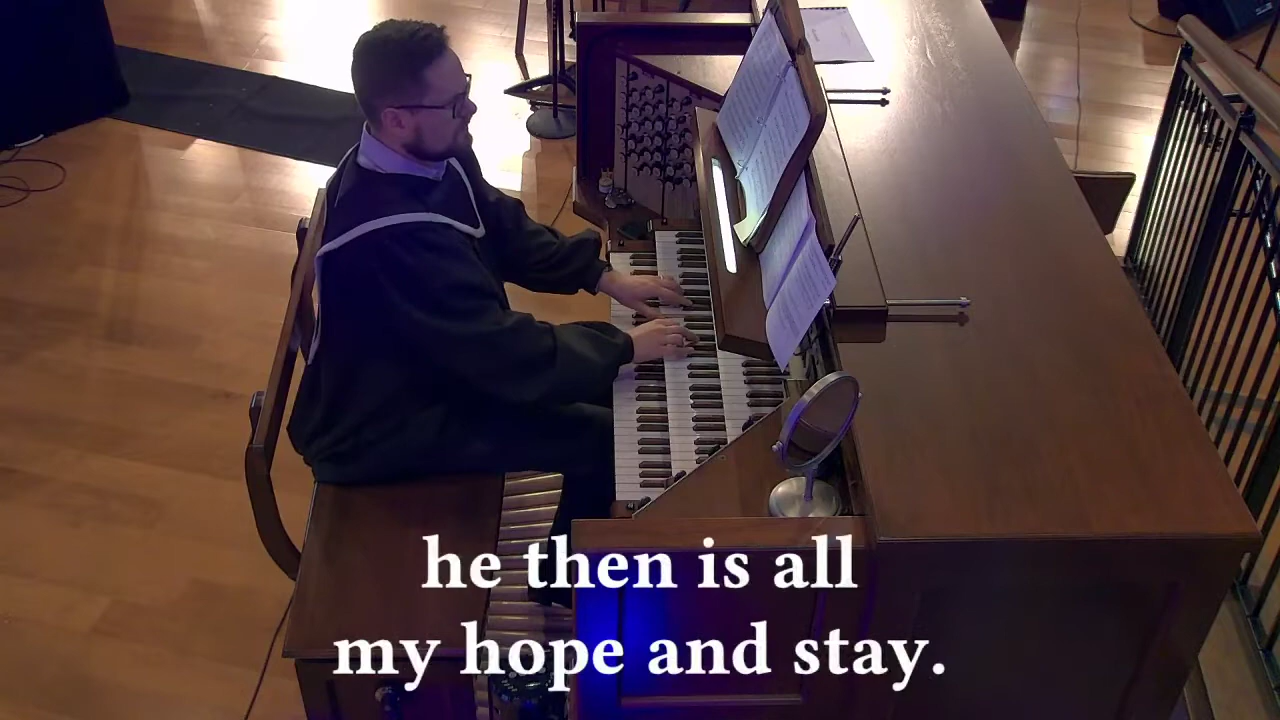 he then is all
my hope and stay.